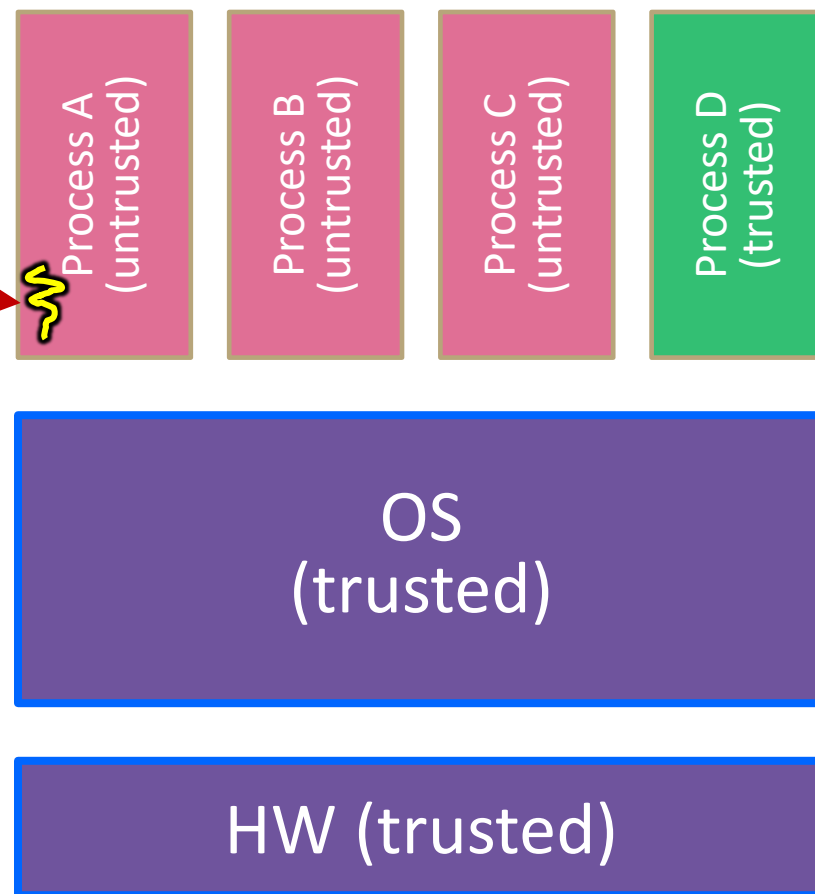 Process A
(untrusted)
Process B
(untrusted)
Process C
(untrusted)
Process D
(trusted)
OS
(trusted)
HW (trusted)